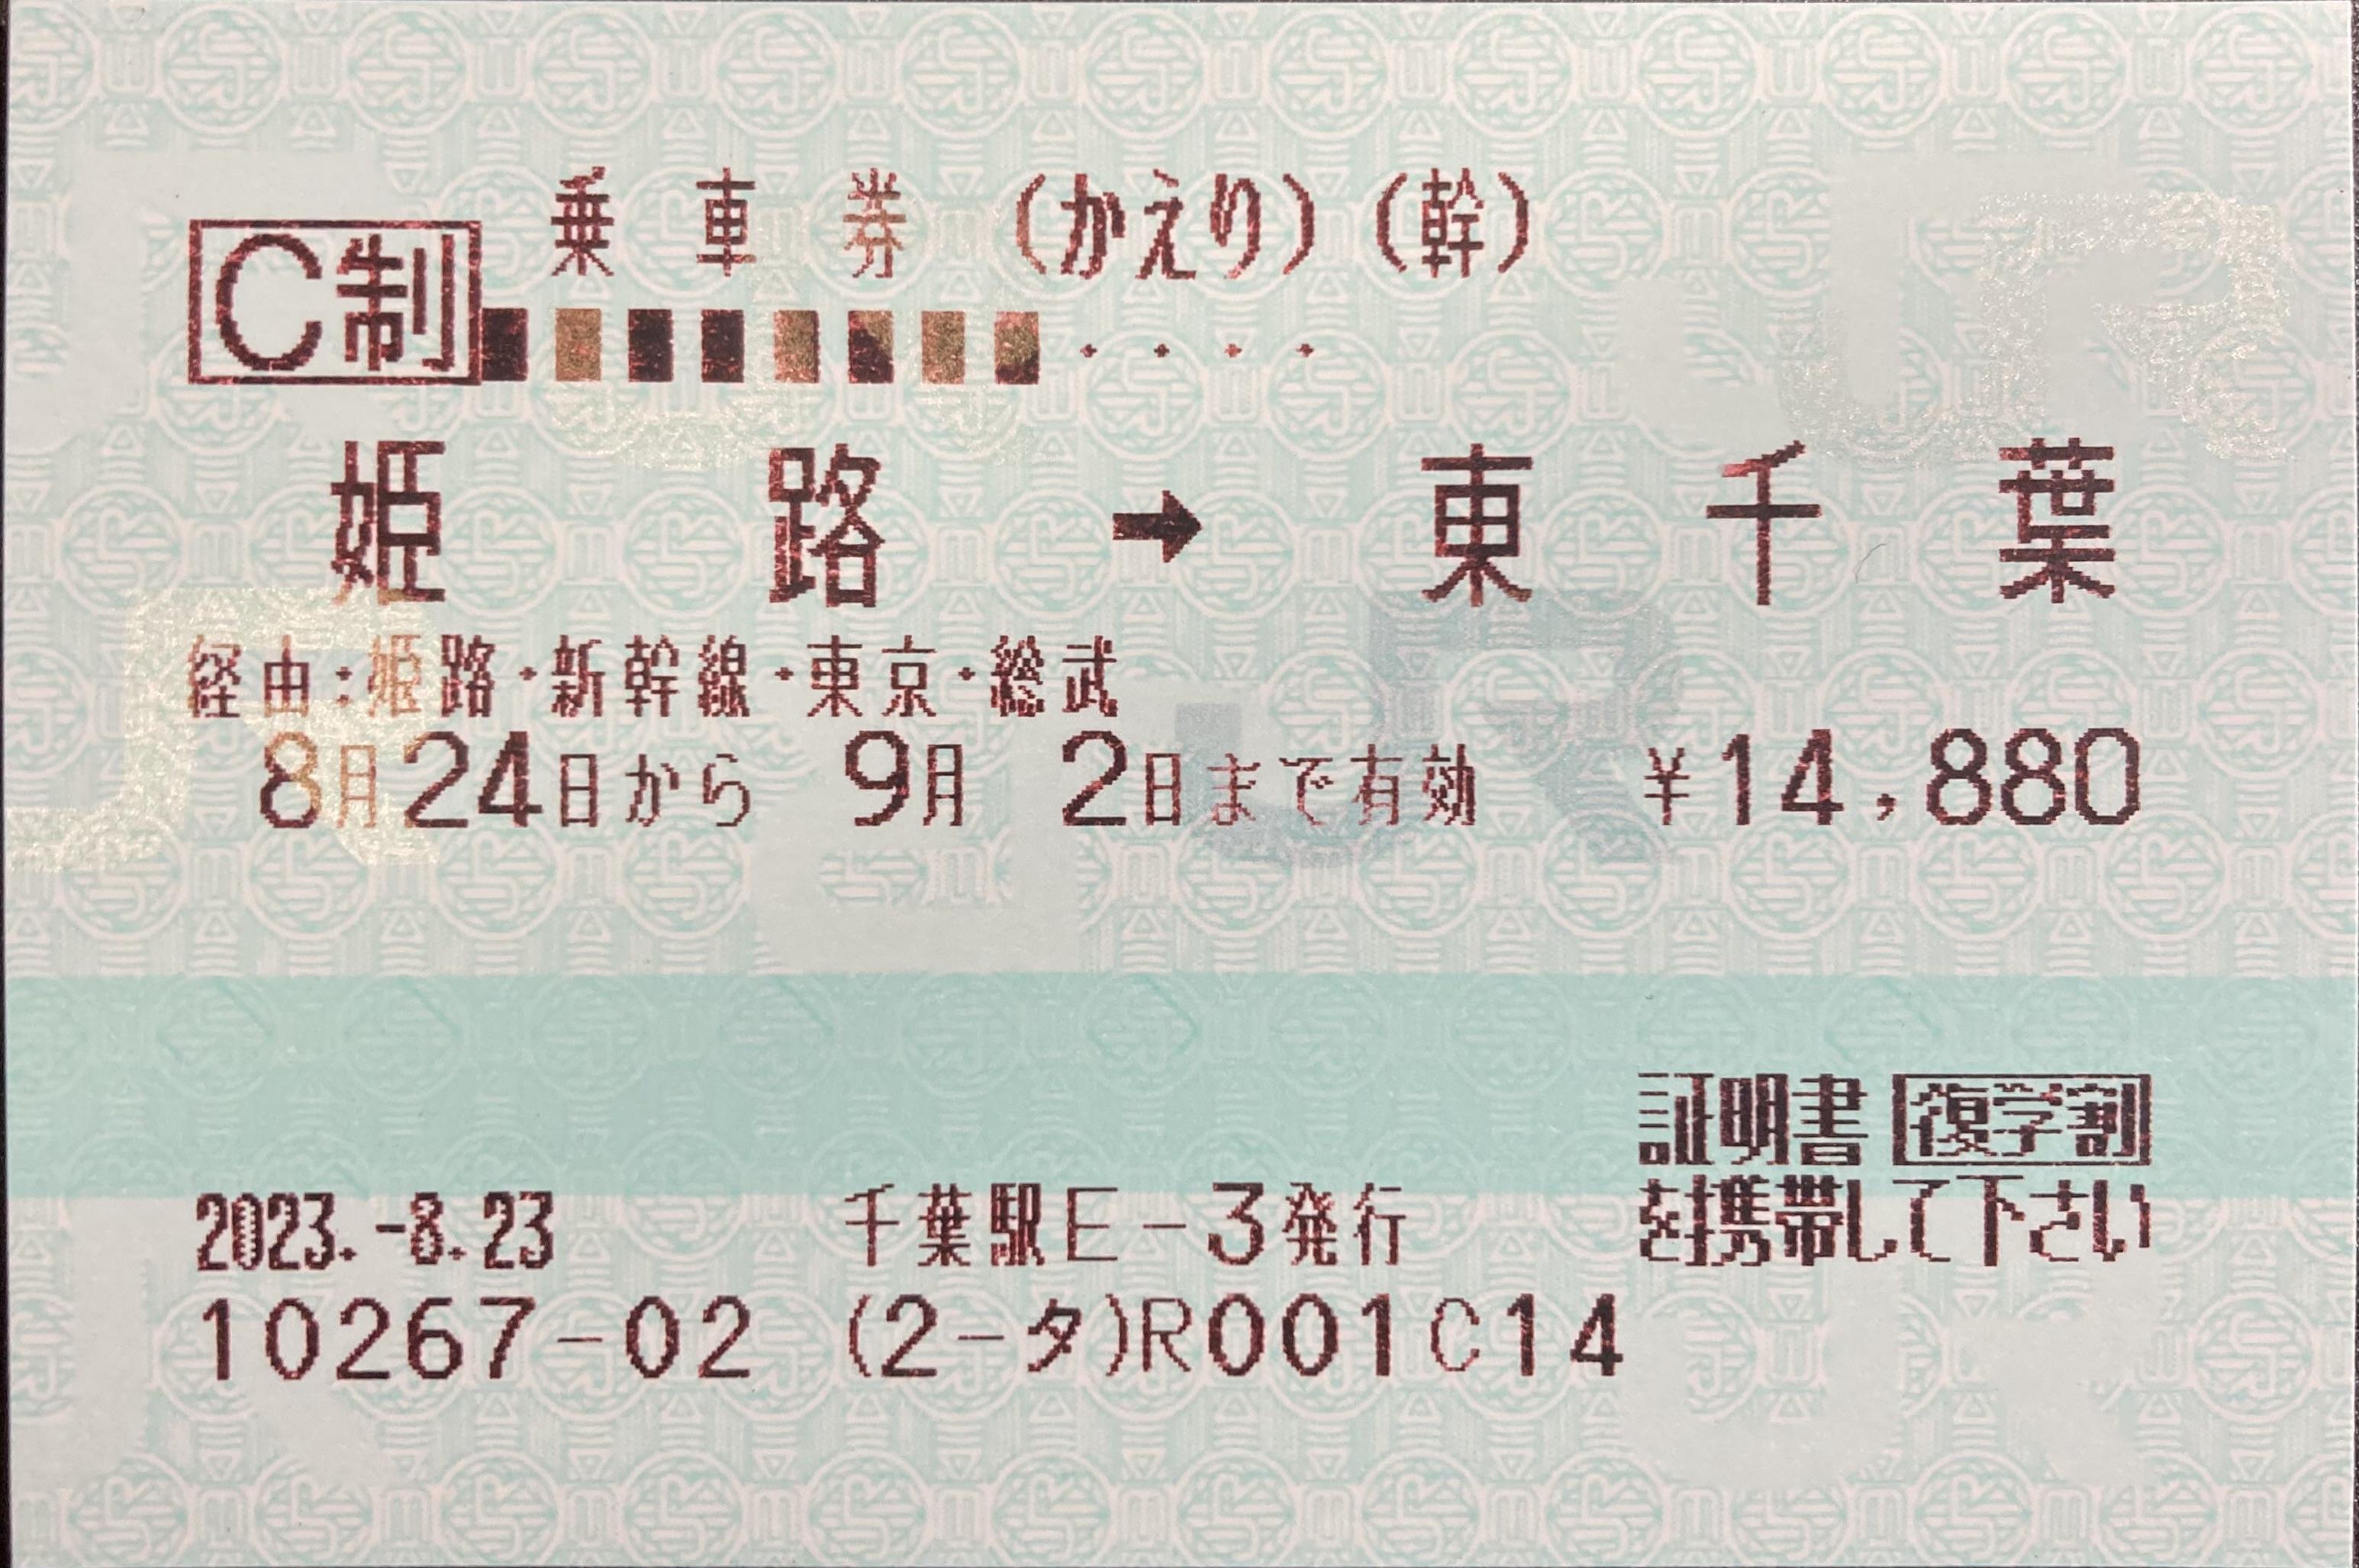 乗車券 (かえり) (幹)
C制
姫路 → 東千葉
経由:姫路・新幹線・東京・総武
8月24日から 9月 2日まで有効 ¥14,880
証明書 復学割
を携帯して下さい
2023.-8.23 千葉駅E-3発行
10267-02 (2-タ)R001C14